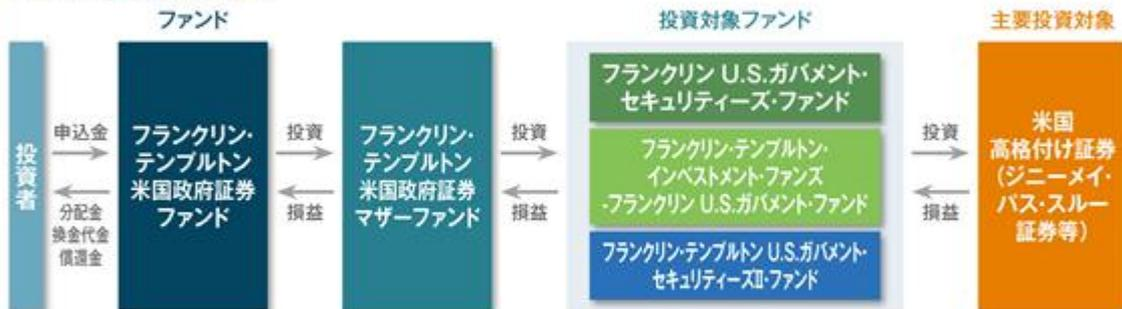 ファンド
投資対象ファンド
主要投資対象
投資者
申込金
分配金
換金代金
償還金
フランクリン・
テンプルトン
米国政府証券
ファンド
投資
損益
フランクリン・
テンプルトン
米国政府証券
マザーファンド
投資
損益
フランクリン U.S.ガバメント・
セキュリティーズ・ファンド
フランクリン・テンプルトン・
インベストメント・ファンズ
-フランクリン U.S.ガバメント・ファンド
フランクリン・テンプルトン U.S.ガバメント・
セキュリティーズⅡ・ファンド
投資
損益
米国
高格付け証券
(ジニーメイ・
パス・スルー
証券等)